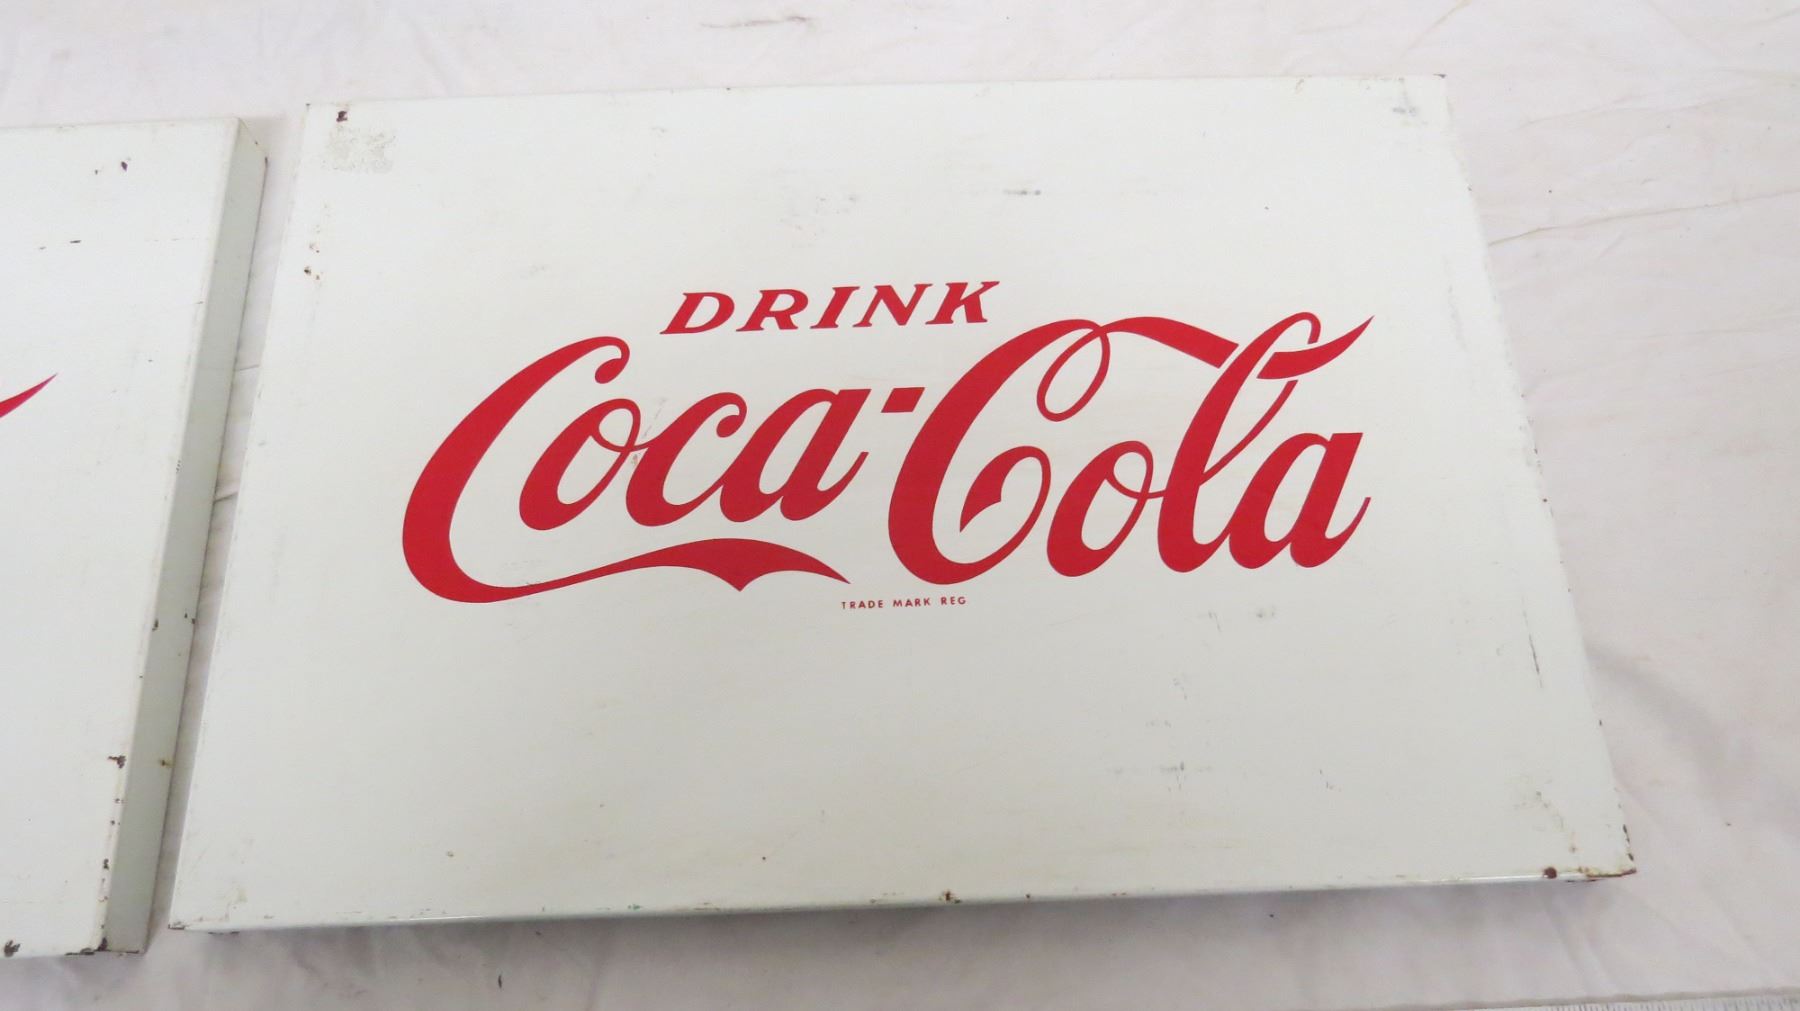 DRINK
Coca-Cola
TRADE MARK REG